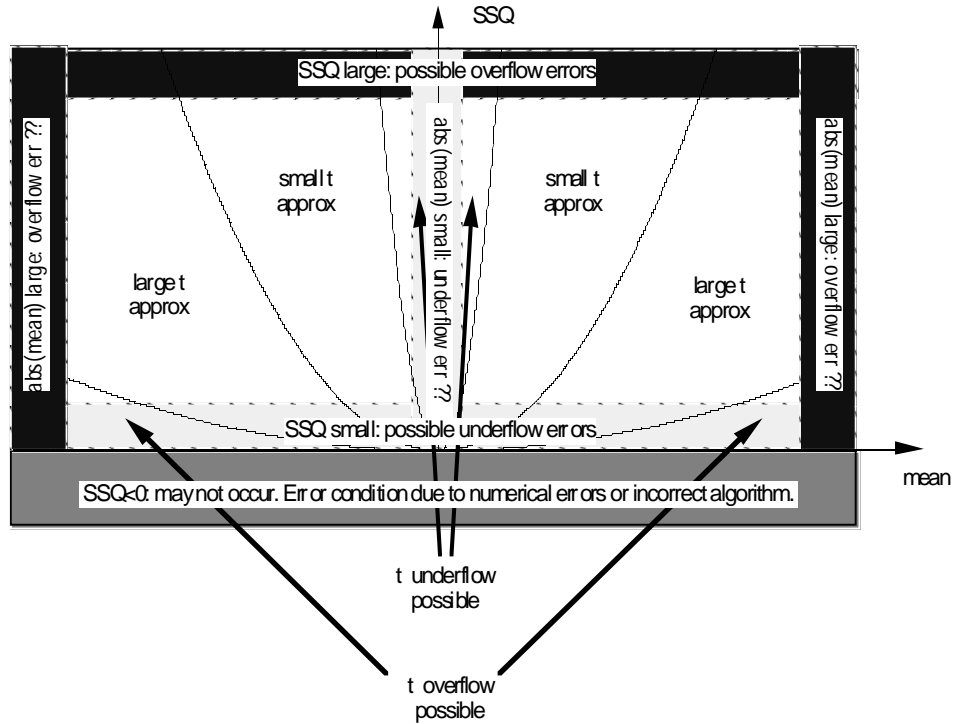 SSQ
SSQ large: possible overflow errors
abs(mean) large: overflow err ??
abs(mean) small: underflow err ??
abs(mean) large: overflow err ??
small t
approx
small t
approx
large t
approx
large t
approx
SSQ small: possible underflow errors
mean
SSQ<0: may not occur. Error condition due to numerical errors or incorrect algorithm.
t underflow
possible
t overflow
possible